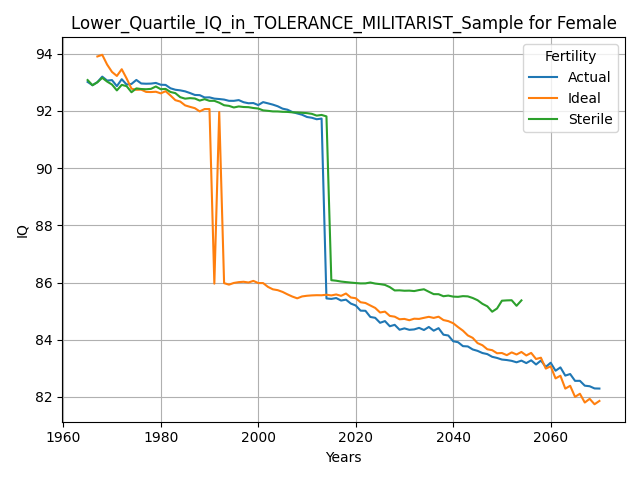 Lower_Quartile_IQ_in_TOLERANCE_MILITARIST_Sample for Female
Fertility
Actual
Ideal
Sterile
94
92
90
88
86
84
82
IQ
1960
1980
2000
2020
2040
2060
Years